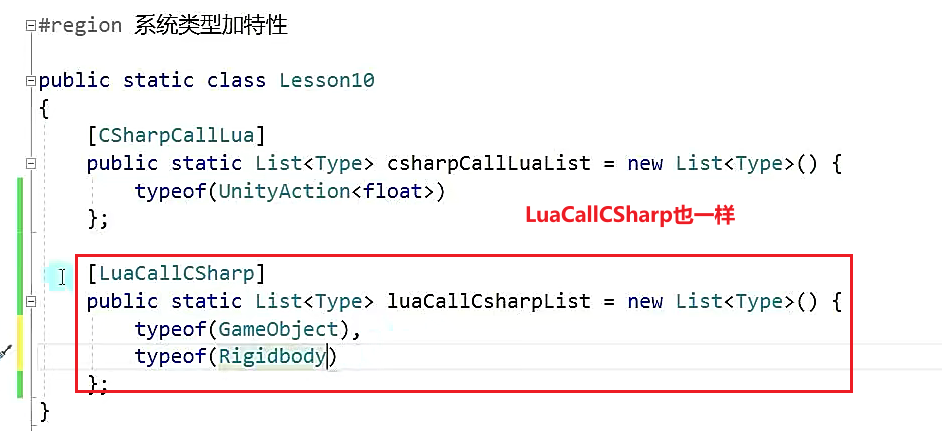 #region 系统类型加特性
public static class Lesson10
{
[CSharpCallLua]
public static List<Type> csharpCallLuaList = new List<Type>() {
typeof(UnityAction<float>)
};
LuaCallCSharp也一样
[LuaCallCSharp]
public static List<Type> luaCallCsharpList = new List<Type>() {
typeof(GameObject),
typeof(Rigidbody)
};
}